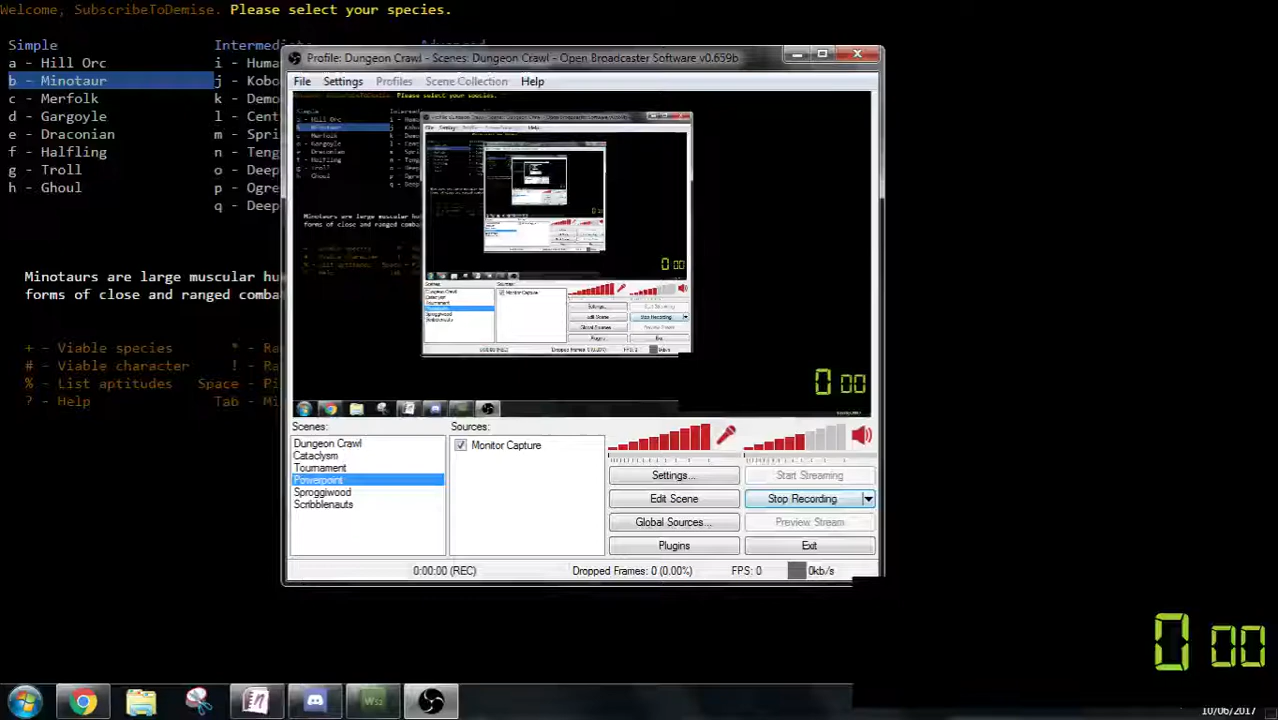 Welcome, SubscribeToDemise. Please select your species.
Simple
Intermedi
a - Hill Orc
b - Minotaur
c - Merfolk
d - Gargoyle
e - Draconian
f - Halfling
g - Troll
h - Ghoul
i - Huma
j - Kobo
k - Demo
l - Cent
m - Spri
n - Teng
o - Deep
p - Ogre
q - Deep
Minotaurs are large muscular hu
forms of close and ranged comba
+ - Viable species
# - Viable character
% - List aptitudes
? - Help
* - Ra
! - Ra
Space - Pi
Tab - Mi
Profile: Dungeon Crawl - Scenes: Dungeon Crawl - Open Broadcaster Software v0.659b
File Settings Profiles Scene Collection Help
0 00
Scenes:
Dungeon Crawl
Cataclysm
Tournament
Powerpoint
Sproggiwood
Scribblenauts
Sources:
Monitor Capture
Settings...
Start Streaming
Edit Scene
Stop Recording
Global Sources...
Preview Stream
Plugins
Exit
0:00:00 (REC)
Dropped Frames: 0 (0.00%)
FPS: 0
0kb/s
0 00
Wss
10/06/2017